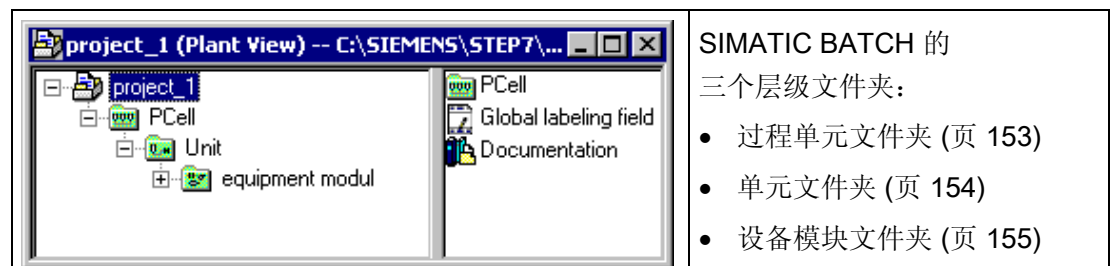 project_1 (Plant View) -- C:\SIEMENS\STEP7\...
project_1
PCell
Unit
equipment modul
PCell
Global labeling field
Documentation
SIMATIC BATCH 的
三个层级文件夹：
• 过程单元文件夹 (页 153)
• 单元文件夹 (页 154)
• 设备模块文件夹 (页 155)